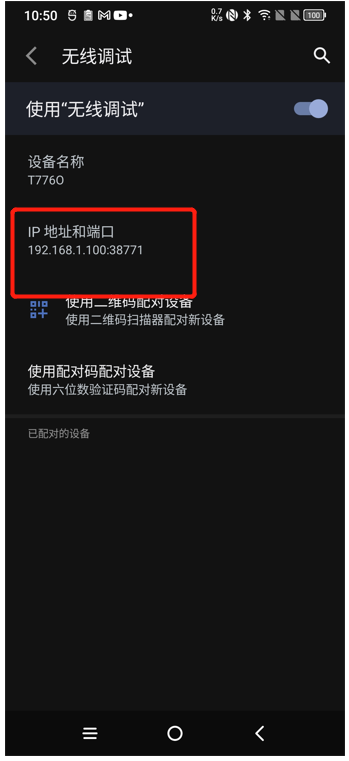 10:50
0.7
K/s
100
无线调试
使用“无线调试”
设备名称
T776O
IP 地址和端口
192.168.1.100:38771
使用二维码配对设备
使用二维码扫描器配对新设备
使用配对码配对设备
使用六位数验证码配对新设备
已配对的设备